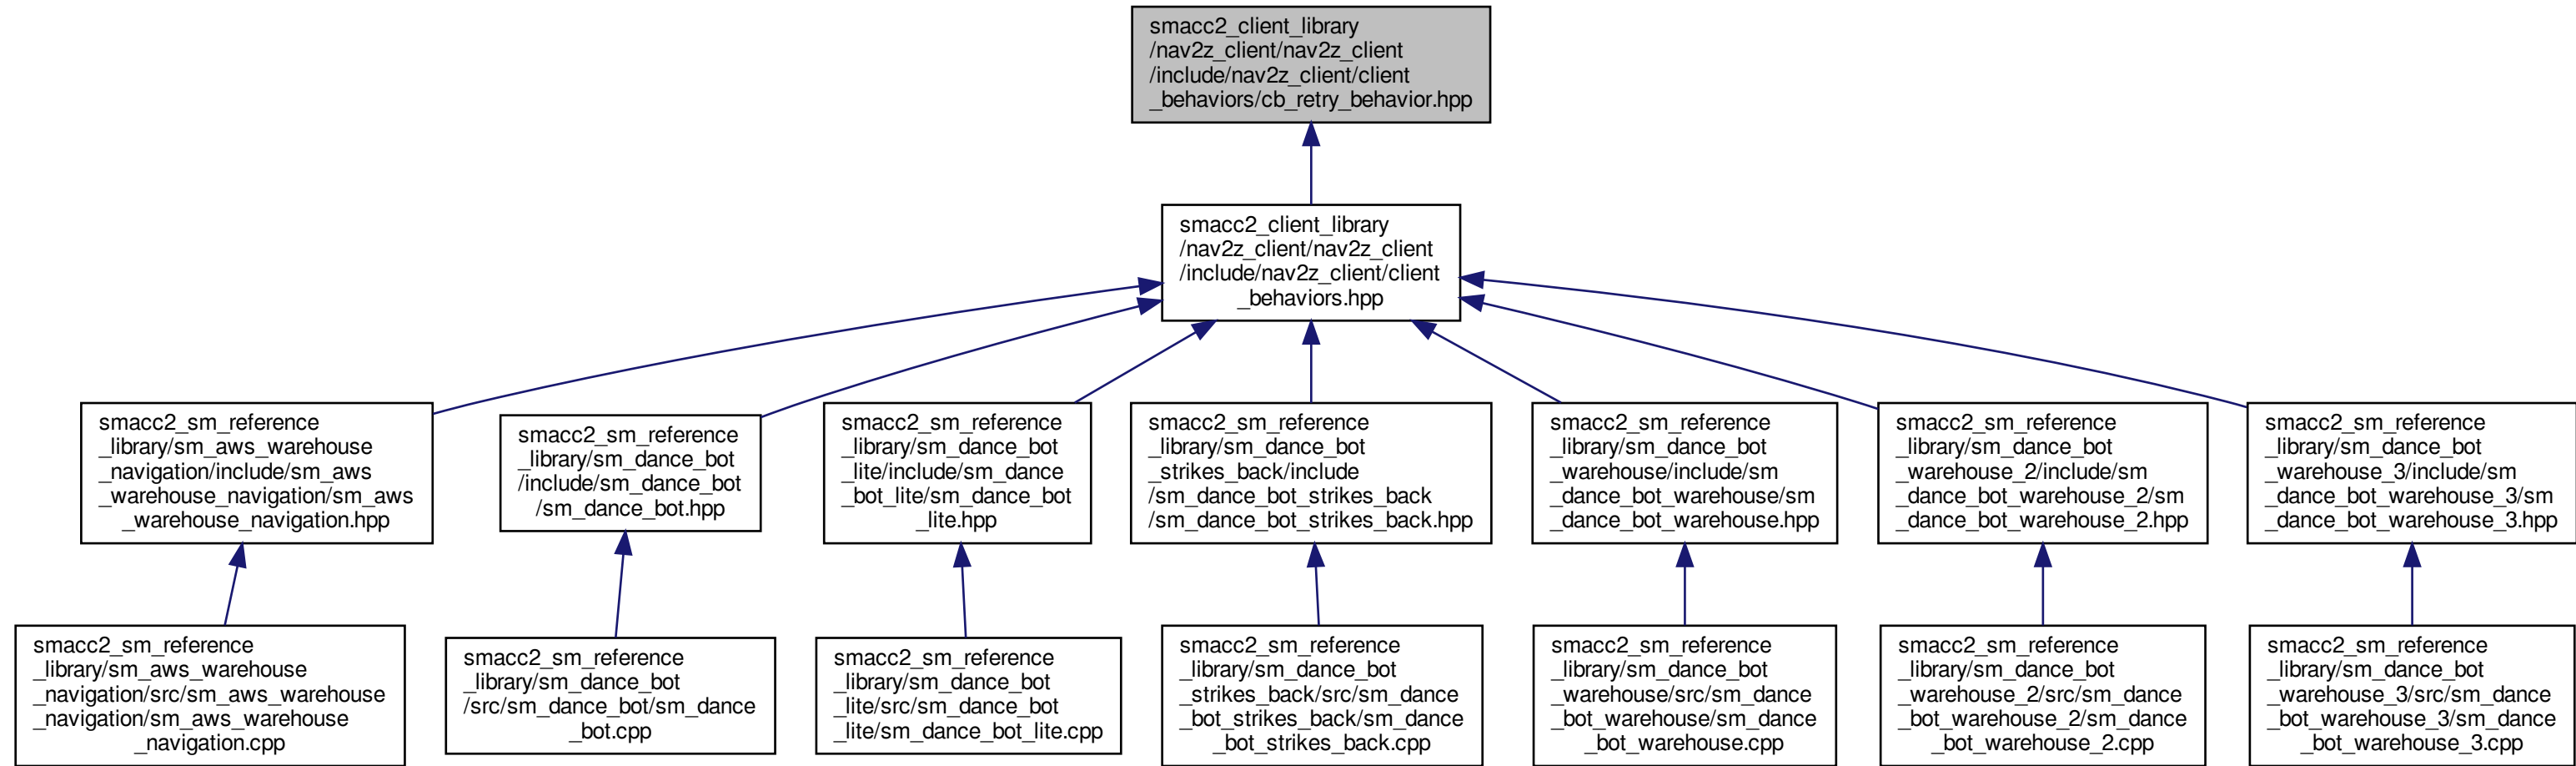 smacc2_client_library
/nav2z_client/nav2z_client
/include/nav2z_client/client
_behaviors/cb_retry_behavior.hpp
smacc2_client_library
/nav2z_client/nav2z_client
/include/nav2z_client/client
_behaviors.hpp
smacc2_sm_reference
_library/sm_aws_warehouse
_navigation/include/sm_aws
_warehouse_navigation/sm_aws
_warehouse_navigation.hpp
smacc2_sm_reference
_library/sm_dance_bot
/include/sm_dance_bot
/sm_dance_bot.hpp
smacc2_sm_reference
_library/sm_dance_bot
_lite/include/sm_dance
_bot_lite/sm_dance_bot
_lite.hpp
smacc2_sm_reference
_library/sm_dance_bot
_strikes_back/include
/sm_dance_bot_strikes_back
/sm_dance_bot_strikes_back.hpp
smacc2_sm_reference
_library/sm_dance_bot
_warehouse/include/sm
_dance_bot_warehouse/sm
_dance_bot_warehouse.hpp
smacc2_sm_reference
_library/sm_dance_bot
_warehouse_2/include/sm
_dance_bot_warehouse_2/sm
_dance_bot_warehouse_2.hpp
smacc2_sm_reference
_library/sm_dance_bot
_warehouse_3/include/sm
_dance_bot_warehouse_3/sm
_dance_bot_warehouse_3.hpp
smacc2_sm_reference
_library/sm_aws_warehouse
_navigation/src/sm_aws_warehouse
_navigation/sm_aws_warehouse
_navigation.cpp
smacc2_sm_reference
_library/sm_dance_bot
/src/sm_dance_bot/sm_dance
_bot.cpp
smacc2_sm_reference
_library/sm_dance_bot
_lite/src/sm_dance_bot
_lite/sm_dance_bot_lite.cpp
smacc2_sm_reference
_library/sm_dance_bot
_strikes_back/src/sm_dance
_bot_strikes_back/sm_dance
_bot_strikes_back.cpp
smacc2_sm_reference
_library/sm_dance_bot
_warehouse/src/sm_dance
_bot_warehouse/sm_dance
_bot_warehouse.cpp
smacc2_sm_reference
_library/sm_dance_bot
_warehouse_2/src/sm_dance
_bot_warehouse_2/sm_dance
_bot_warehouse_2.cpp
smacc2_sm_reference
_library/sm_dance_bot
_warehouse_3/src/sm_dance
_bot_warehouse_3/sm_dance
_bot_warehouse_3.cpp